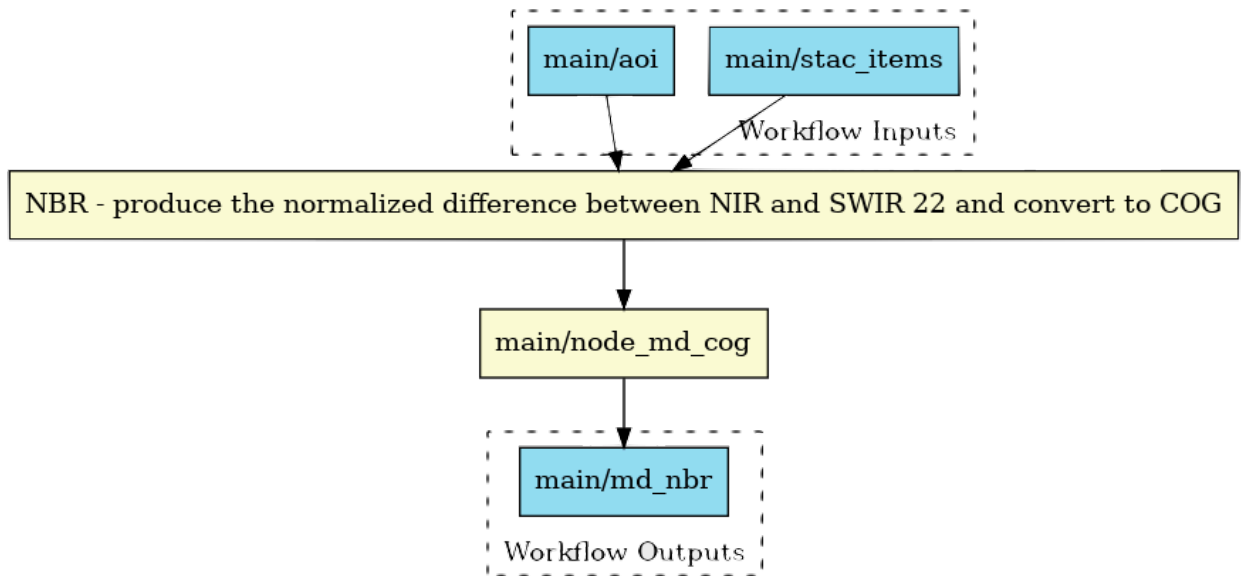 main/aoi
main/stac_items
Workflow Inputs
NBR - produce the normalized difference between NIR and SWIR 22 and convert to COG
main/node_md_cog
main/md_nbr
Workflow Outputs